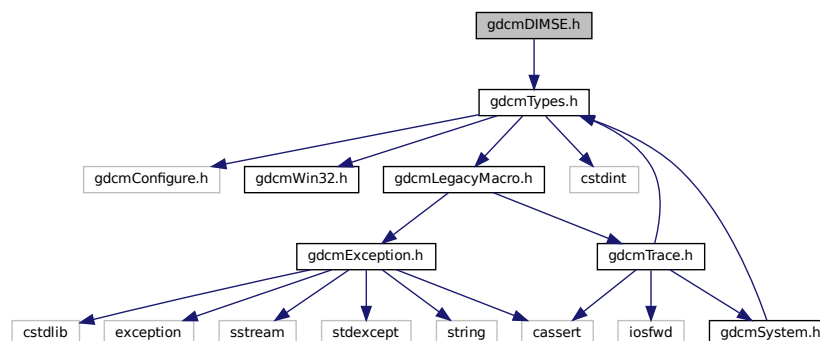 gdcmDIMSE.h
gdcmTypes.h
gdcmConfigure.h
gdcmWin32.h
gdcmLegacyMacro.h
cstdint
gdcmException.h
gdcmTrace.h
cstdlib
exception
sstream
stdexcept
string
cassert
iosfwd
gdcmSystem.h